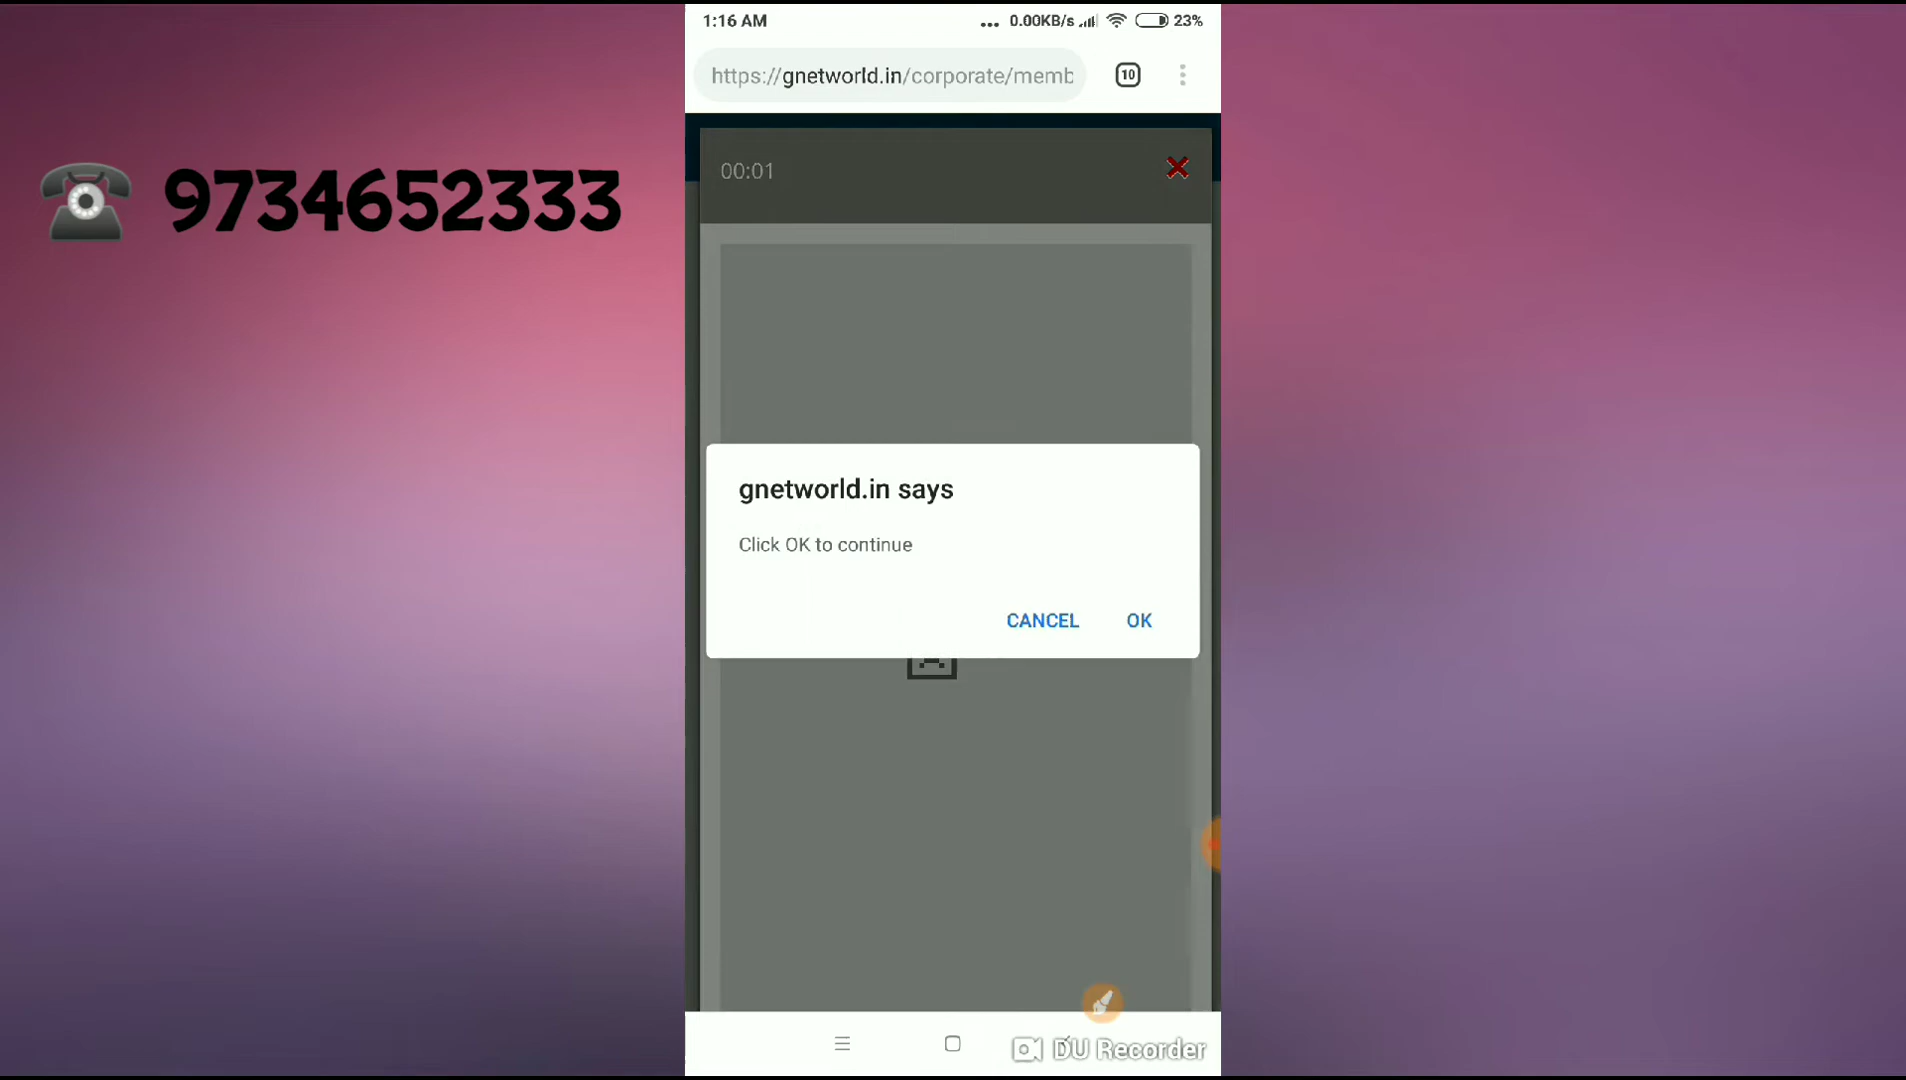 1:16 AM
... 0.00KB/s 23%
https://gnetworld.in/corporate/memb
10
9734652333
00:01
gnetworld.in says
Click OK to continue
CANCEL OK
DU Recorder